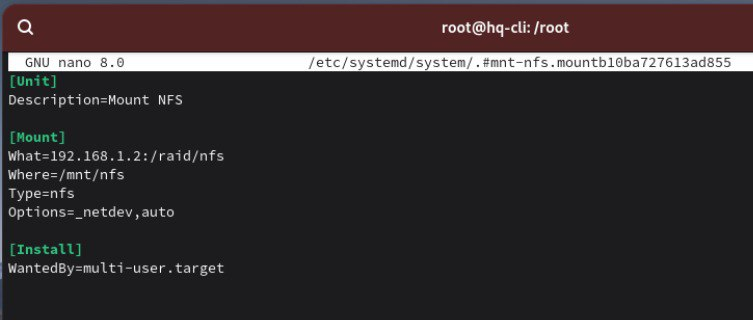 root@hq-cli: /root
GNU nano 8.0 /etc/systemd/system/.#mnt-nfs.mountb10ba727613ad855
[Unit]
Description=Mount NFS
[Mount]
What=192.168.1.2:/raid/nfs
Where=/mnt/nfs
Type=nfs
Options=_netdev,auto
[Install]
WantedBy=multi-user.target